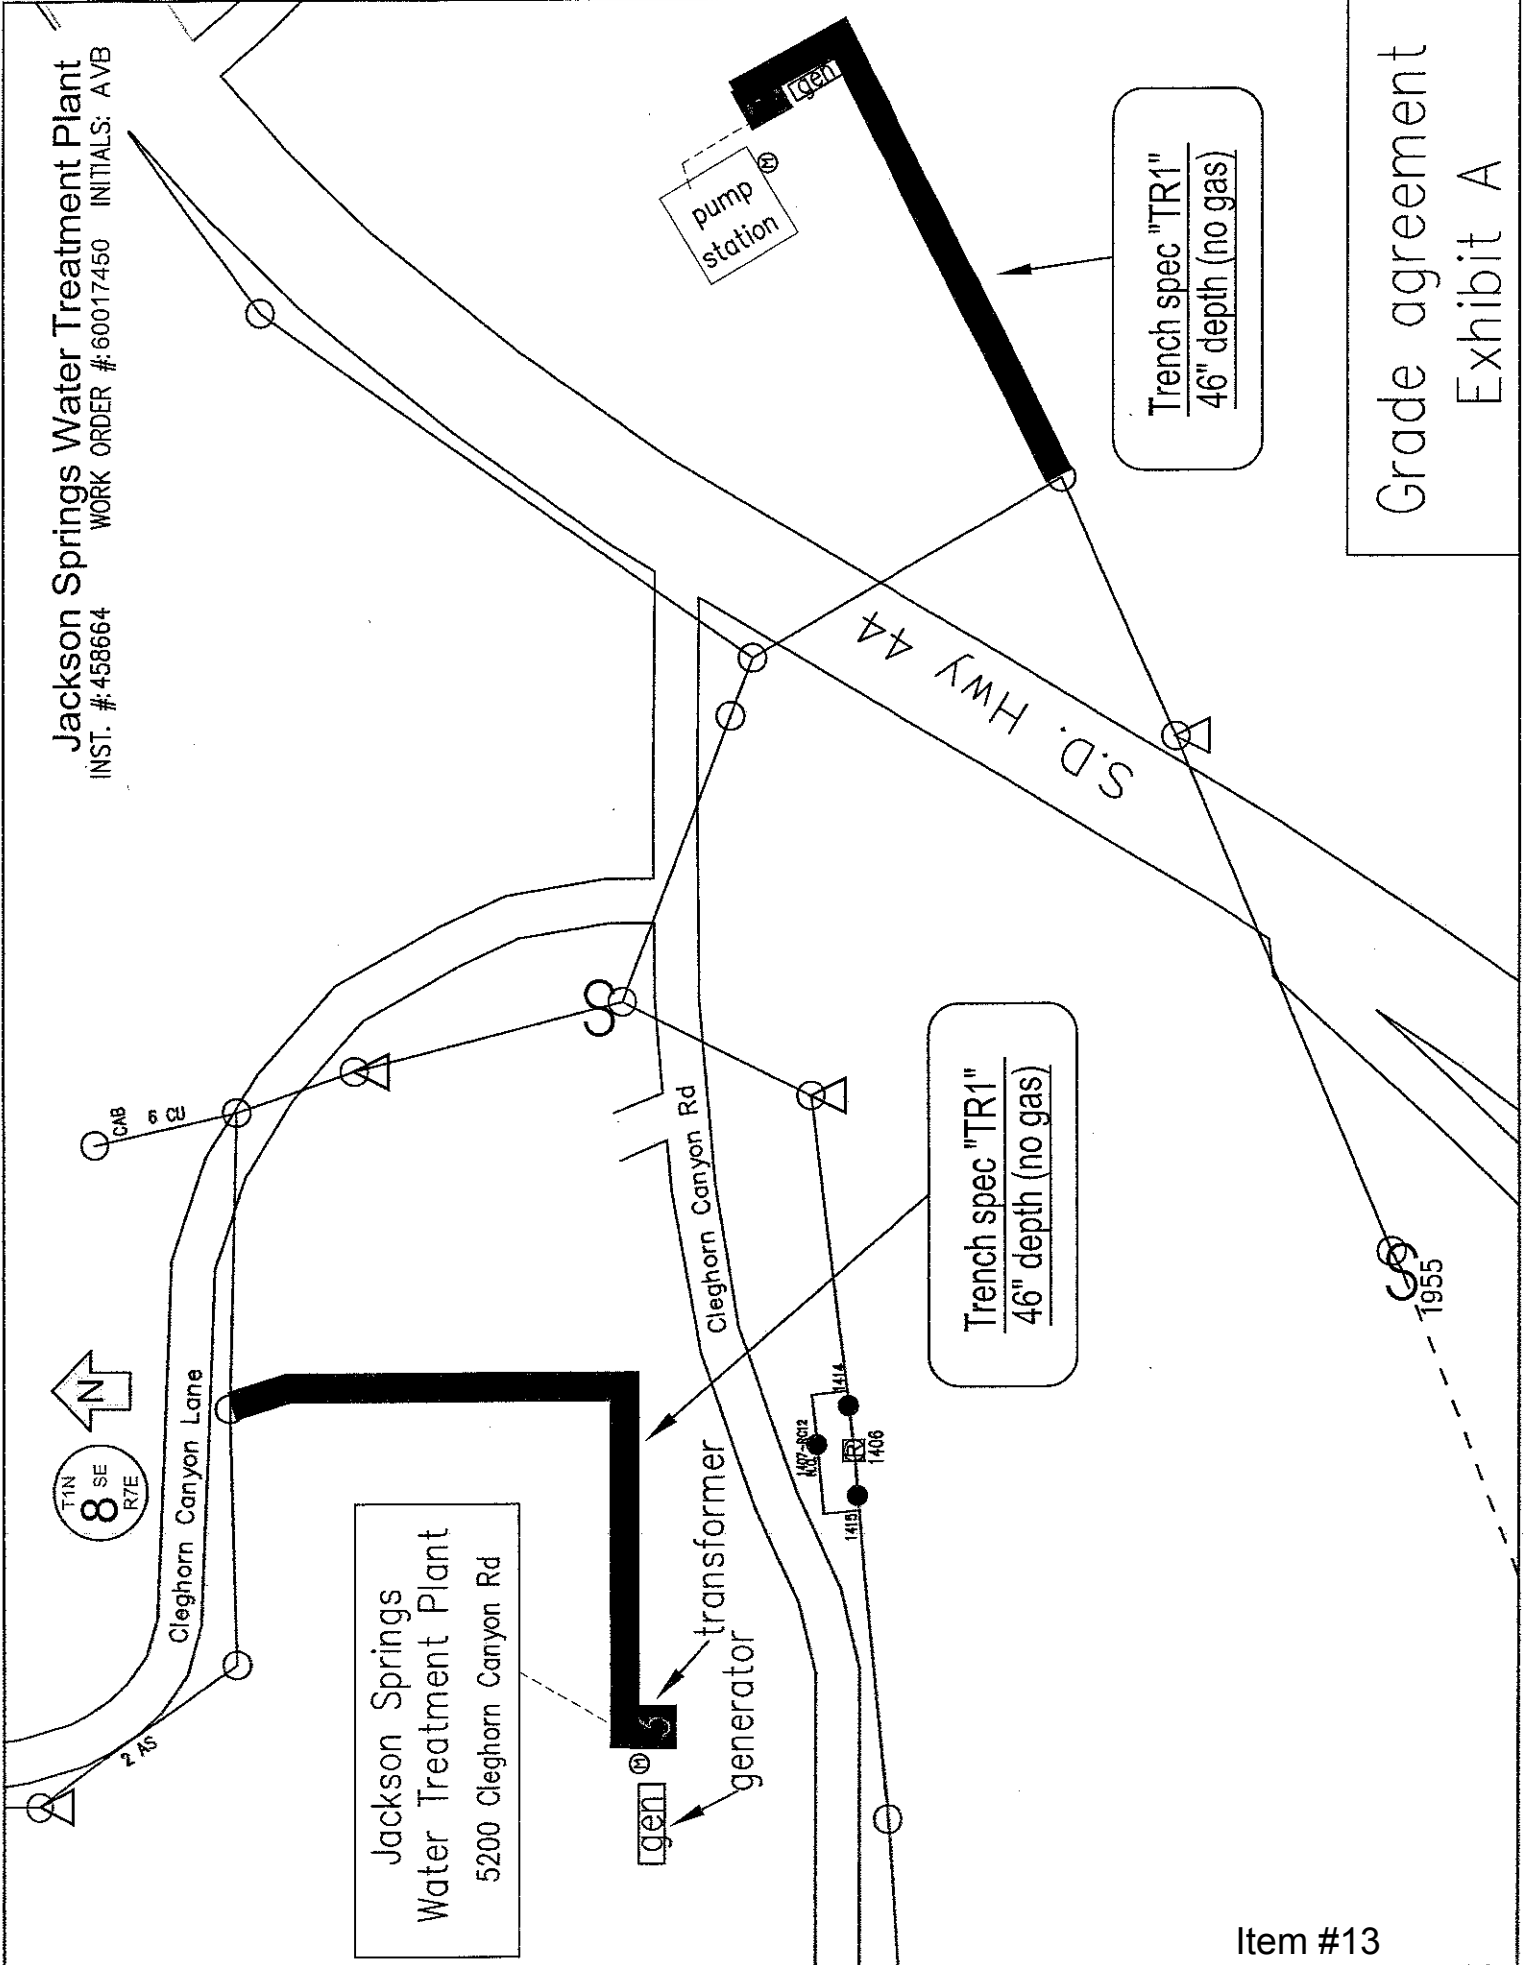 Jackson Springs Water Treatment Plant
INST. #:458664 WORK ORDER #:60017450 INITIALS: AVB
T1N
8 SE
R7E
N
CAB
6
2 AS
Cleghorn Canyon Lane
Jackson Springs
Water Treatment Plant
5200 Cleghorn Canyon Rd
gen
M
generator
transformer
Cleghorn Canyon Rd
1407-RC12
N.O.
1414
1415
R
1406
Trench spec "TR1"
46" depth (no gas)
S.D. Hwy 44
pump
station
M
gen
Trench spec "TR1"
46" depth (no gas)
1955
Grade agreement
Exhibit A
Item #13